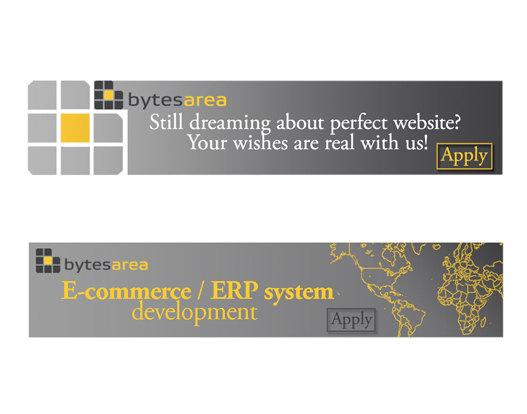 bytesarea
Still dreaming about perfect website?
Your wishes are real with us!
Apply
bytesarea
E-commerce / ERP system
development
Apply